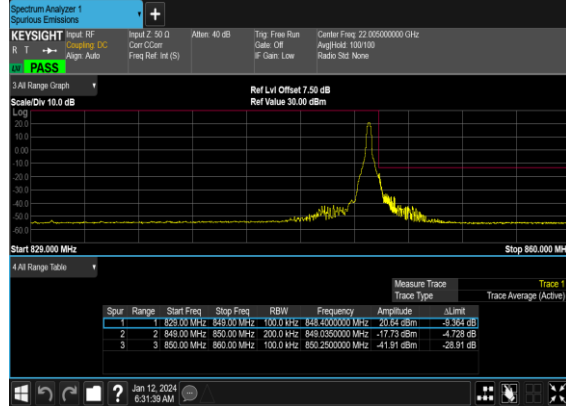 Spectrum Analyzer 1
Spurious Emissions
+
KEYSIGHT Input: RF Input Z: 50 Ω Atten: 40 dB Trig: Free Run Center Freq: 22.005000000 GHz
R T Coupling: DC Corr CCorr Gate: Off Avg|Hold: 100/100
Align: Auto Freq Ref: Int (S) IF Gain: Low Radio Std: None
PASS
3 All Range Graph
Ref Lvl Offset 7.50 dB
Scale/Div 10.0 dB Ref Value 30.00 dBm
Log
20.0
10.0
0.00
-10.0
-20.0
-30.0
-40.0
-50.0
-60.0
Start 829.000 MHz Stop 860.000 MH
4 All Range Table
Measure Trace Trace 1
Trace Type Trace Average (Active)
Spur Range Start Freq Stop Freq RBW Frequency Amplitude ΔLimit
1 1 829.00 MHz 849.00 MHz 100.0 kHz 848.4000000 MHz 20.64 dBm -9.364 dB
2 2 849.00 MHz 850.00 MHz 200.0 kHz 849.0350000 MHz -17.73 dBm -4.728 dB
3 3 850.00 MHz 860.00 MHz 100.0 kHz 850.2500000 MHz -41.91 dBm -28.91 dB
? Jan 12, 2024
6:31:39 AM